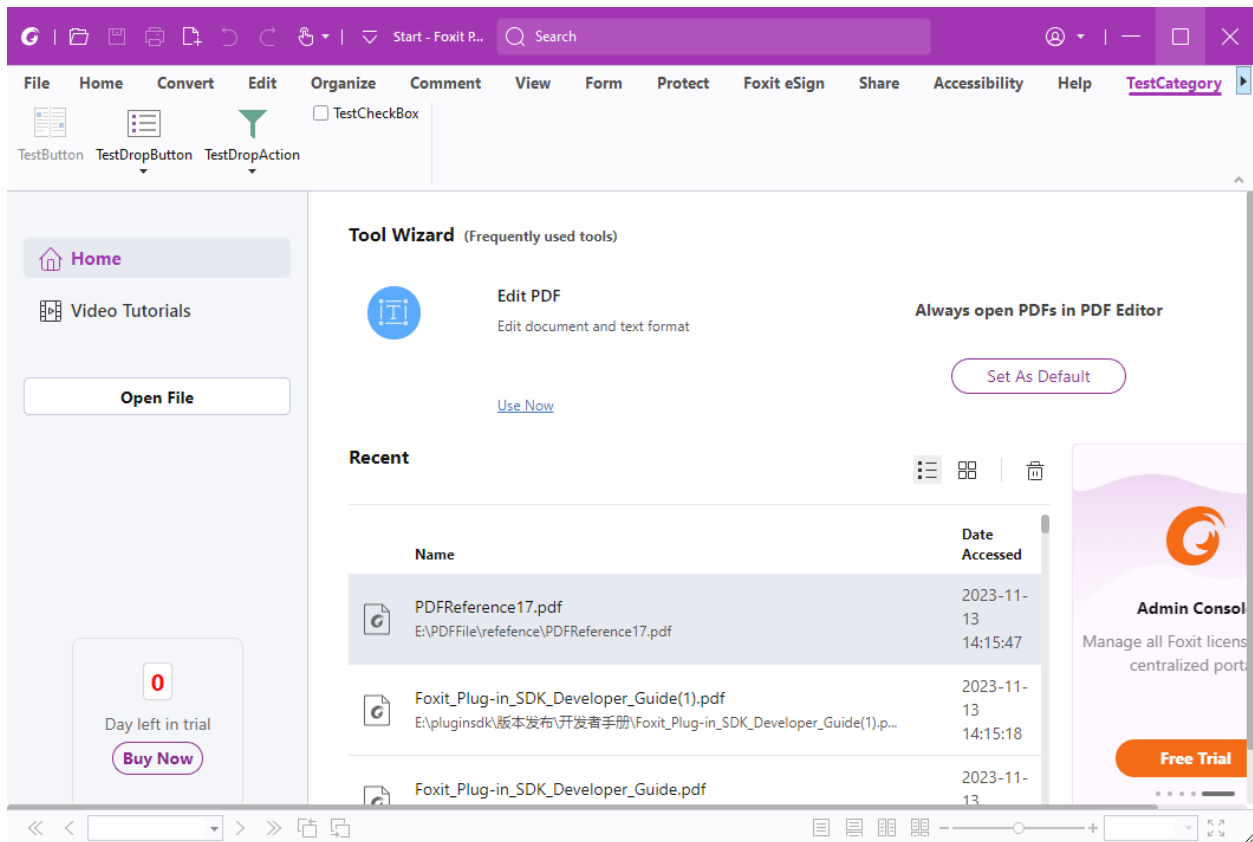 Start - Foxit P... Search
File Home Convert Edit Organize Comment View Form Protect Foxit eSign Share Accessibility Help TestCategory
TestCheckBox
TestButton TestDropButton TestDropAction
Tool Wizard (Frequently used tools)
Home
Edit PDF
Edit document and text format
Always open PDFs in PDF Editor
Video Tutorials
Set As Default
Open File
Use Now
Recent
Name
Date
Accessed
PDFReference17.pdf
E:\PDFFile\refefence\PDFReference17.pdf
2023-11-
13
14:15:47
Foxit_Plug-in_SDK_Developer_Guide(1).pdf
E:\pluginsdk\版本发布\开发者手册\Foxit_Plug-in_SDK_Developer_Guide(1).p...
2023-11-
13
14:15:18
Foxit_Plug-in_SDK_Developer_Guide.pdf
2023-11-
13
Admin Consol
Manage all Foxit licens
centralized porta
Free Trial
0
Day left in trial
Buy Now